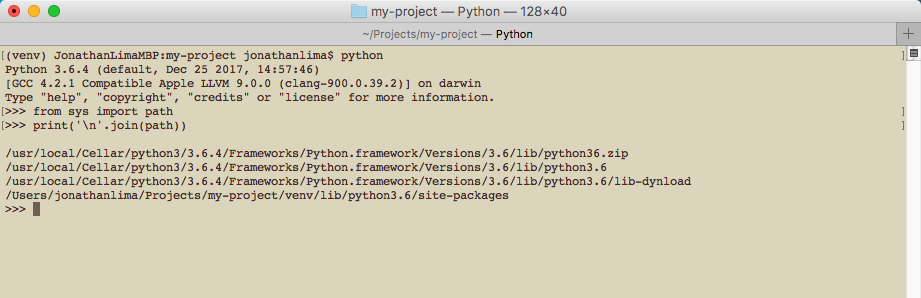 my-project — Python — 128×40
~/Projects/my-project — Python
+
[(venv) JonathanLimaMBP:my-project jonathanlima$ python ]
Python 3.6.4 (default, Dec 25 2017, 14:57:46)
[GCC 4.2.1 Compatible Apple LLVM 9.0.0 (clang-900.0.39.2)] on darwin
Type "help", "copyright", "credits" or "license" for more information.
[>>> from sys import path ]
[>>> print('\n'.join(path)) ]
/usr/local/Cellar/python3/3.6.4/Frameworks/Python.framework/Versions/3.6/lib/python36.zip
/usr/local/Cellar/python3/3.6.4/Frameworks/Python.framework/Versions/3.6/lib/python3.6
/usr/local/Cellar/python3/3.6.4/Frameworks/Python.framework/Versions/3.6/lib/python3.6/lib-dynload
/Users/jonathanlima/Projects/my-project/venv/lib/python3.6/site-packages
>>>